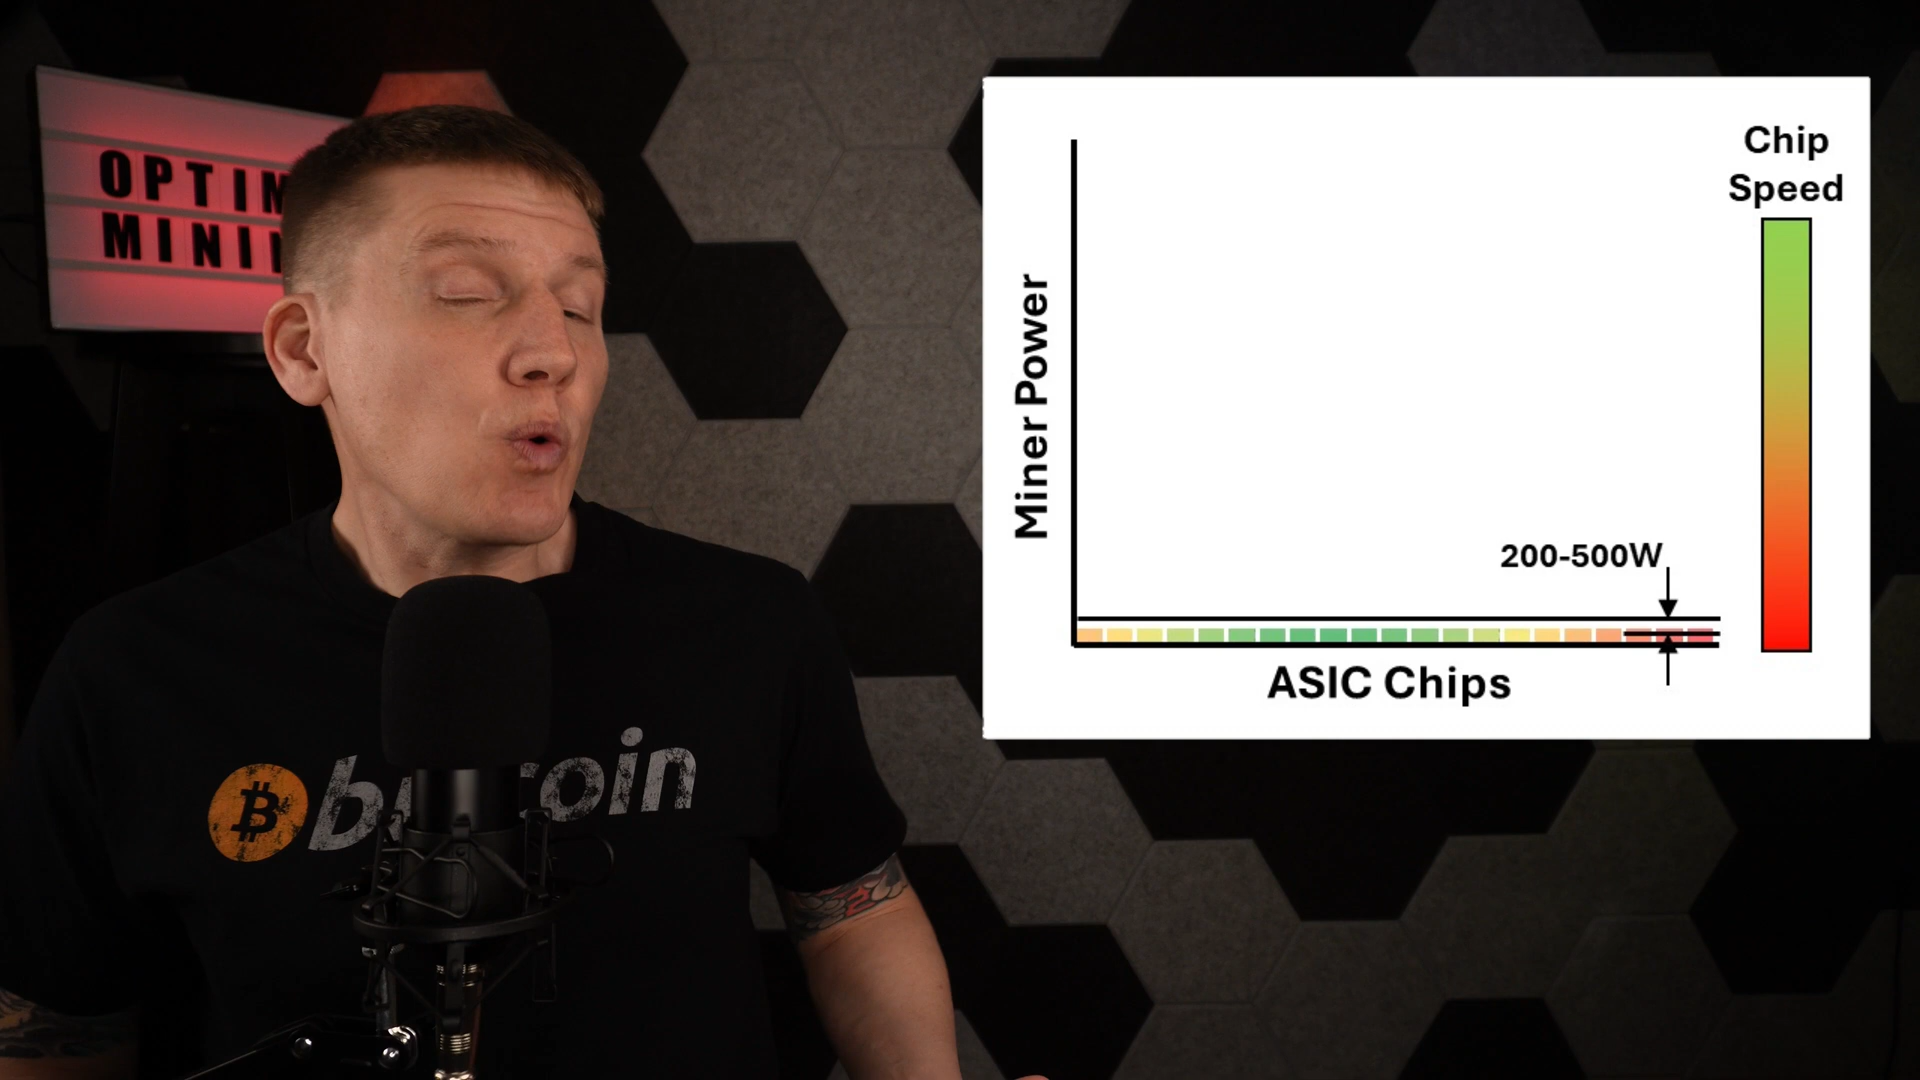 OPTIM
MINI
bitcoin
Chip
Speed
Miner Power
200-500W
ASIC Chips